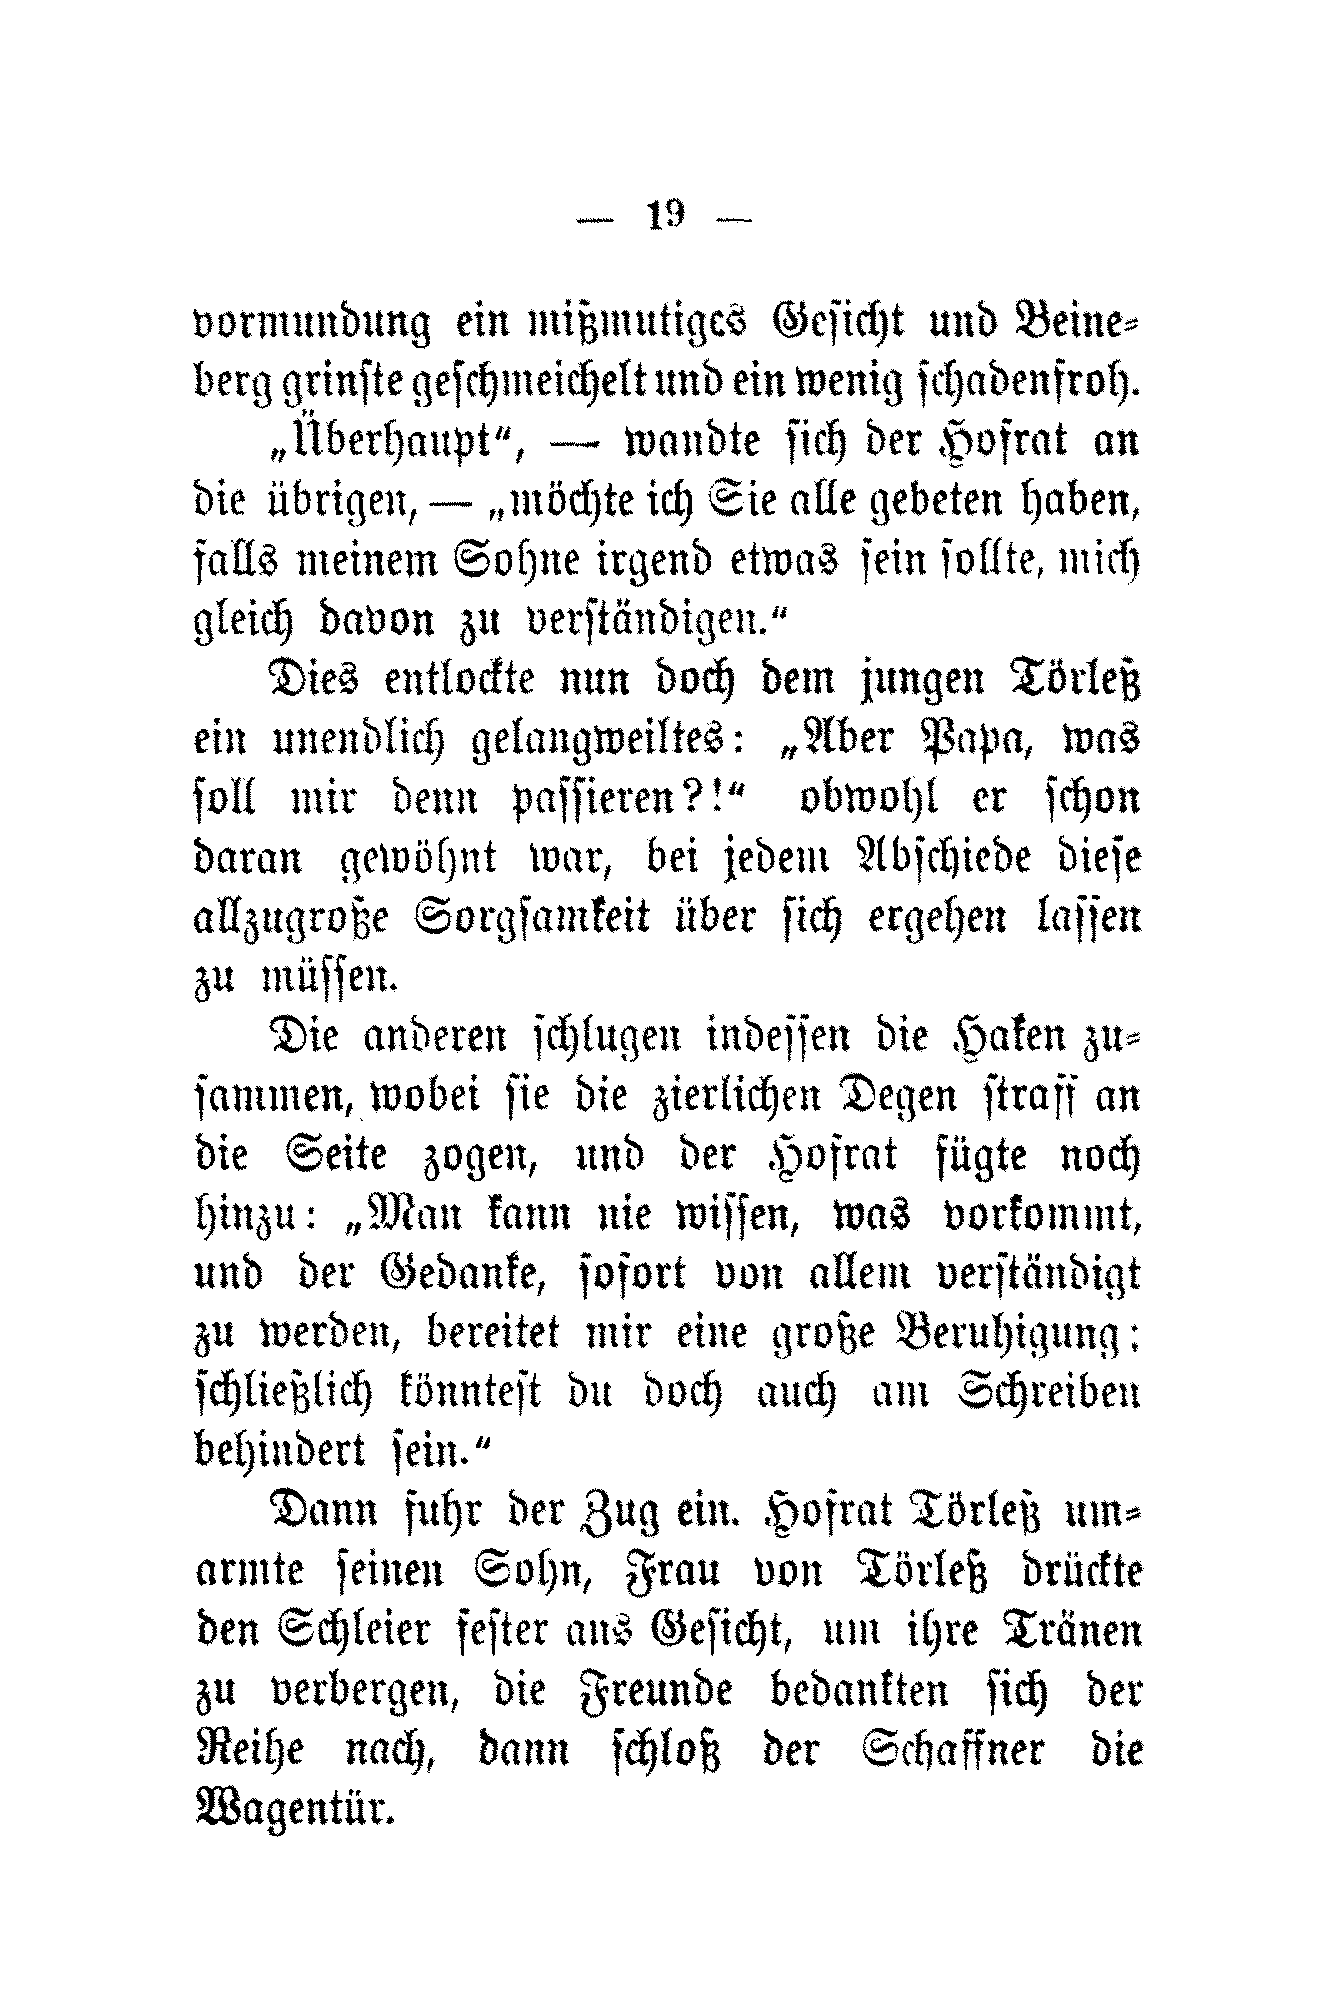 — 19 —
vormundung ein mißmutiges Gesicht und Beine-
berg grinste geschmeichelt und ein wenig schadenfroh.
„Überhaupt“, — wandte sich der Hofrat an
die übrigen, — „möchte ich Sie alle gebeten haben,
falls meinem Sohne irgend etwas sein sollte, mich
gleich davon zu verständigen.“
Dies entlockte nun doch dem jungen Törleß
ein unendlich gelangweiltes: „Aber Papa, was
soll mir denn passieren?!“ obwohl er schon
daran gewöhnt war, bei jedem Abschiede diese
allzugroße Sorgsamkeit über sich ergehen lassen
zu müssen.
Die anderen schlugen indessen die Haken zu-
sammen, wobei sie die zierlichen Degen straff an
die Seite zogen, und der Hofrat fügte noch
hinzu: „Man kann nie wissen, was vorkommt,
und der Gedanke, sofort von allem verständigt
zu werden, bereitet mir eine große Beruhigung;
schließlich könntest du doch auch am Schreiben
behindert sein.“
Dann fuhr der Zug ein. Hofrat Törleß um-
armte seinen Sohn, Frau von Törleß drückte
den Schleier fester ans Gesicht, um ihre Tränen
zu verbergen, die Freunde bedankten sich der
Reihe nach, dann schloß der Schaffner die
Wagentür.